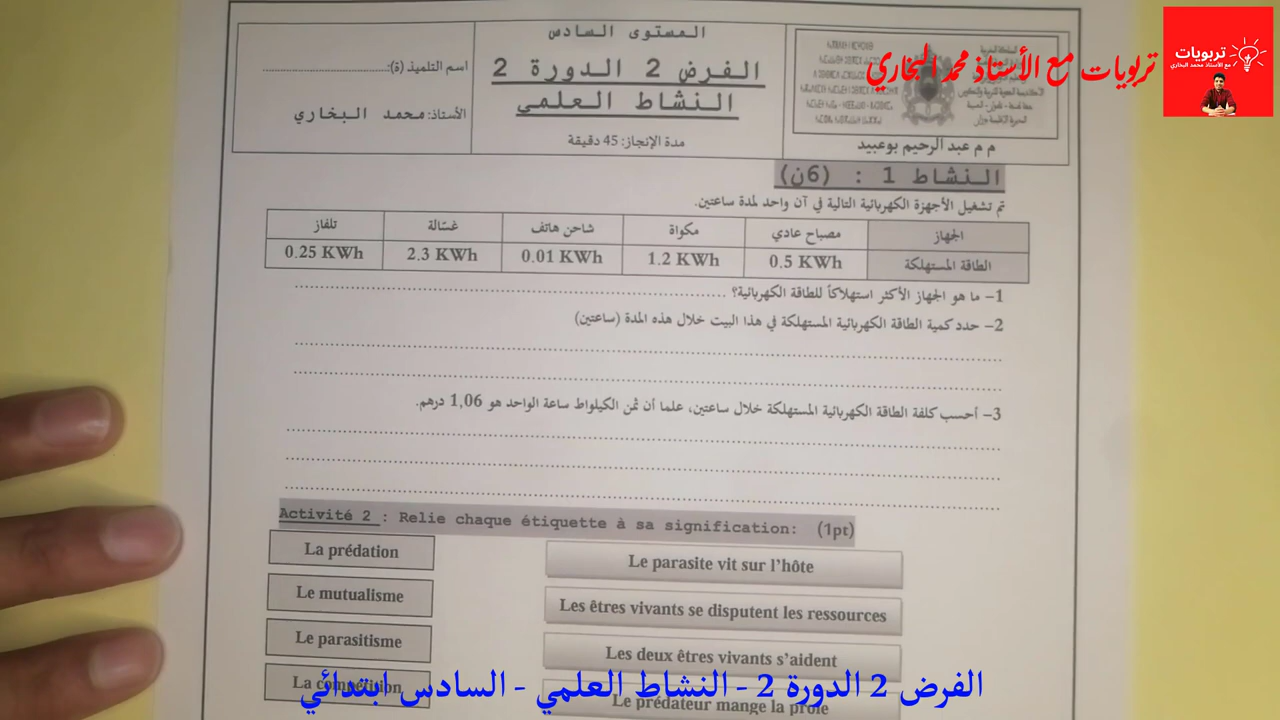 المستوى السادس
الفرض 2 الدورة 2
النشاط العلمي
مدة الإنجاز: 45 دقيقة
اسم التلميذ (ة):
الأستاذ: محمد البخاري
م م عبد الرحيم بوعبيد
تربويات مع الأستاذ محمد البخاري
تربويات
مع الأستاذ محمد البخاري
النشاط 1 : (6ن)
تم تشغيل الأجهزة الكهربائية التالية في آن واحد لمدة ساعتين.
الجهاز مصباح عادي مكواة شاحن هاتف غسّالة تلفاز
الطاقة المستهلكة 0.5 KWh 1.2 KWh 0.01 KWh 2.3 KWh 0.25 KWh
1- ما هو الجهاز الأكثر استهلاكاً للطاقة الكهربائية؟
2- حدد كمية الطاقة الكهربائية المستهلكة في هذا البيت خلال هذه المدة (ساعتين)
3- أحسب كلفة الطاقة الكهربائية المستهلكة خلال ساعتين، علما أن ثمن الكيلواط ساعة الواحد هو 1,06 درهم.
Activité 2 : Relie chaque étiquette à sa signification: (1pt)
La prédation
Le parasite vit sur l'hôte
Le mutualisme
Les êtres vivants se disputent les ressources
Le parasitisme
Les deux êtres vivants s'aident
La compétition
Le prédateur mange la proie
الفرض 2 الدورة 2 - النشاط العلمي - السادس ابتدائي